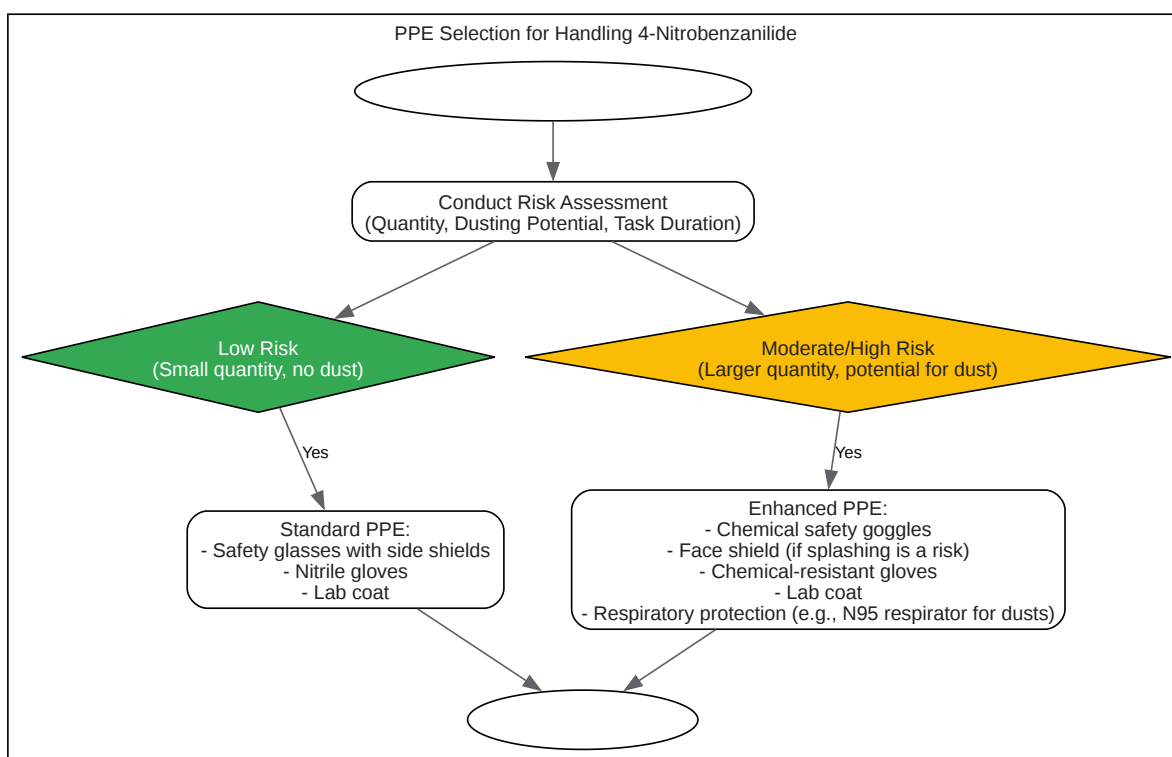 PPE Selection for Handling 4-Nitrobenzanilide
Conduct Risk Assessment
(Quantity, Dusting Potential, Task Duration)
Low Risk
(Small quantity, no dust)
Moderate/High Risk
(Larger quantity, potential for dust)
Yes
Yes
Standard PPE:
- Safety glasses with side shields
- Nitrile gloves
- Lab coat
Enhanced PPE:
- Chemical safety goggles
- Face shield (if splashing is a risk)
- Chemical-resistant gloves
- Lab coat
- Respiratory protection (e.g., N95 respirator for dusts)